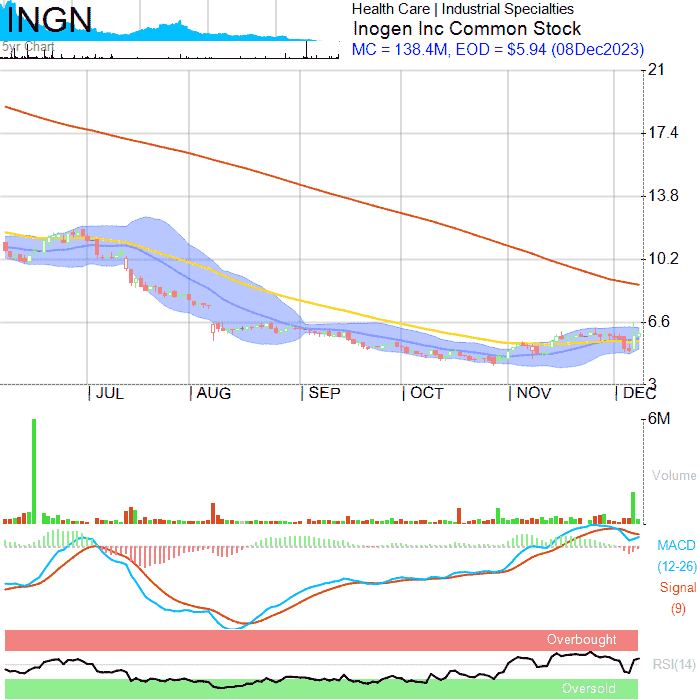 INGN
5yr Chart
Health Care | Industrial Specialties
Inogen Inc Common Stock
MC = 138.4M, EOD = $5.94 (08Dec2023)
21
17.4
13.8
10.2
6.6
3
JUL
AUG
SEP
OCT
NOV
DEC
6M
Volume
MACD
(12-26)
Signal
(9)
Overbought
RSI(14)
Oversold